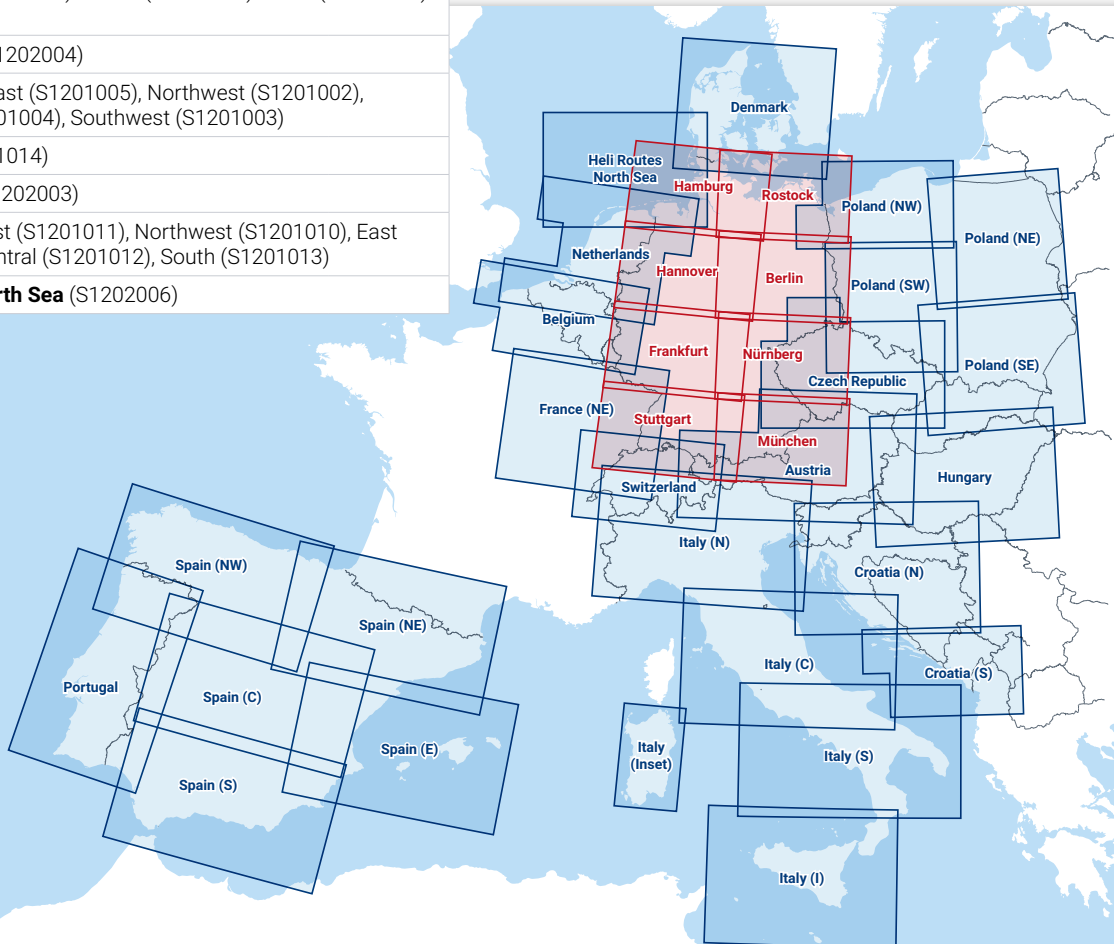 1202004)
ast (S1201005), Northwest (S1201002),
01004), Southwest (S1201003)
1014)
202003)
st (S1201011), Northwest (S1201010), East
ntral (S1201012), South (S1201013)
rth Sea (S1202006)
Denmark
Heli Routes
North Sea
Hamburg
Rostock
Poland (NW)
Poland (NE)
Netherlands
Hannover
Berlin
Poland (SW)
Belgium
Frankfurt
Nürnberg
Czech Republic
Poland (SE)
France (NE)
Stuttgart
München
Austria
Switzerland
Hungary
Italy (N)
Croatia (N)
Spain (NW)
Spain (NE)
Italy (C)
Croatia (S)
Portugal
Spain (C)
Spain (E)
Italy
(Inset)
Italy (S)
Spain (S)
Italy (I)